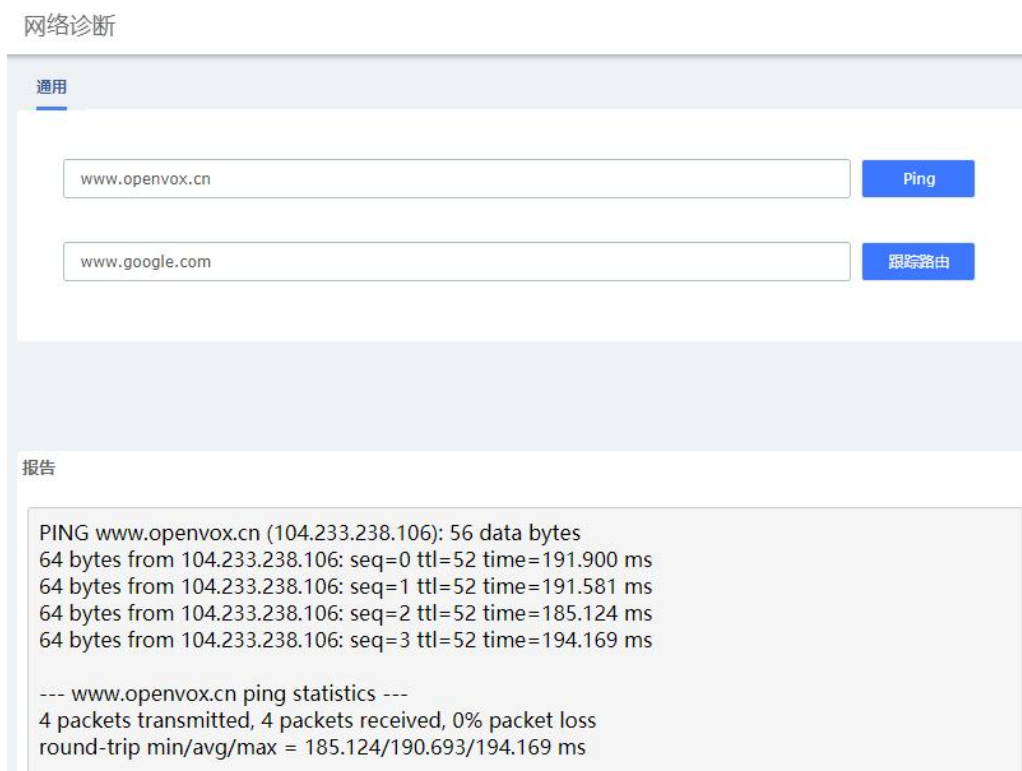 网络诊断
通用
www.openvox.cn
Ping
www.google.com
跟踪路由
报告
PING www.openvox.cn (104.233.238.106): 56 data bytes
64 bytes from 104.233.238.106: seq=0 ttl=52 time=191.900 ms
64 bytes from 104.233.238.106: seq=1 ttl=52 time=191.581 ms
64 bytes from 104.233.238.106: seq=2 ttl=52 time=185.124 ms
64 bytes from 104.233.238.106: seq=3 ttl=52 time=194.169 ms
--- www.openvox.cn ping statistics ---
4 packets transmitted, 4 packets received, 0% packet loss
round-trip min/avg/max = 185.124/190.693/194.169 ms